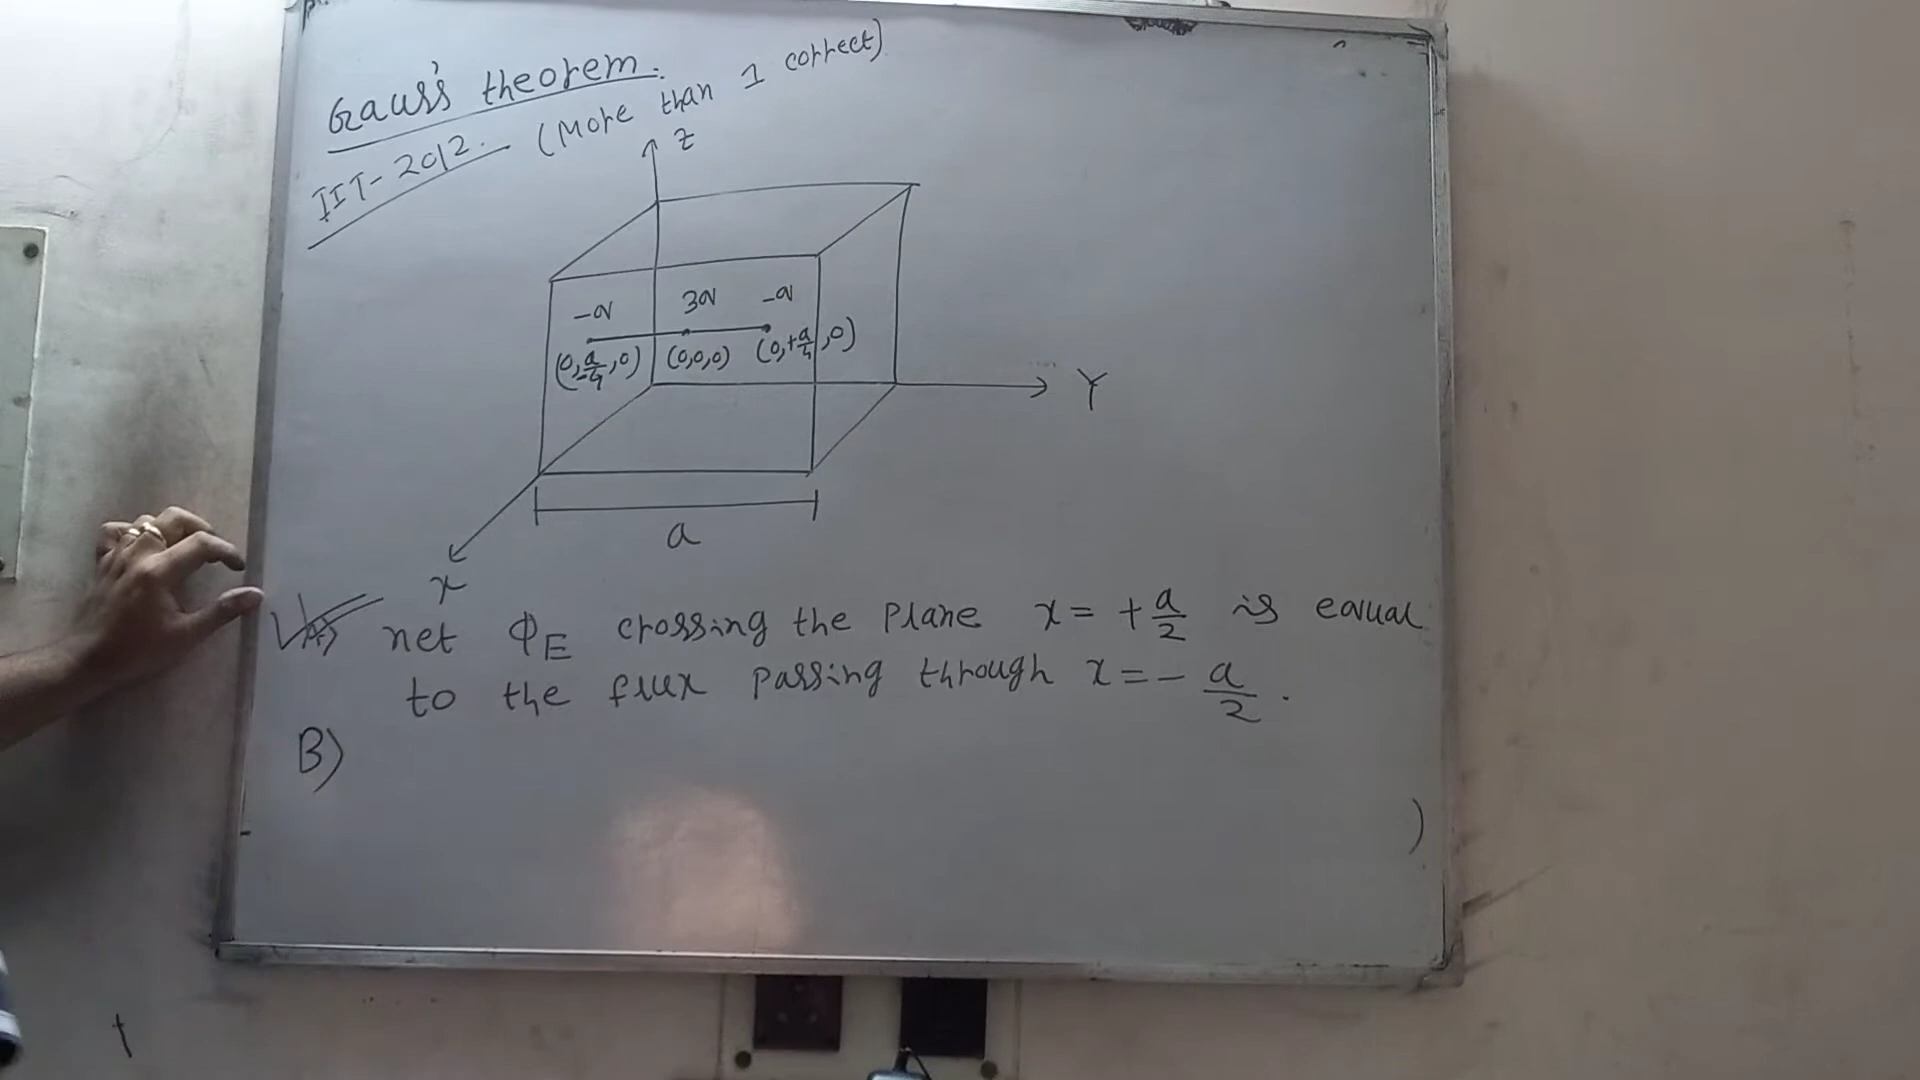 Gauss's theorem.
IIT-2012. (More than 1 correct)
Z
-q 3q -q
(0,-a/4,0) (0,0,0) (0,+a/4,0)
Y
a
x
A) net ΦE crossing the plane x = +a/2 is equal
to the flux passing through x = -a/2.
B)
)